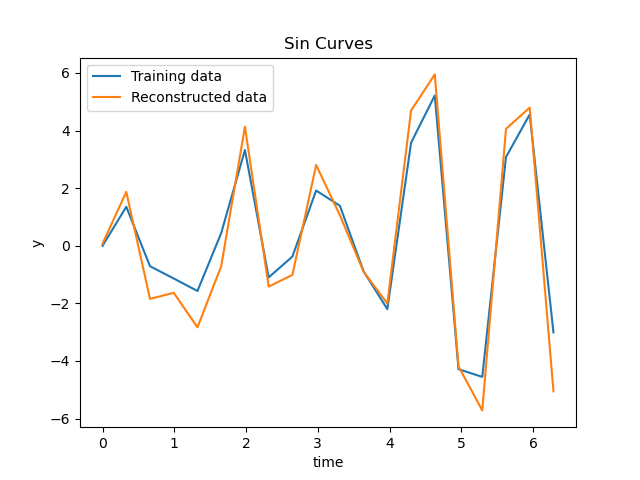 Sin Curves
Training data
Reconstructed data
6
4
2
0
−2
−4
−6
y
0 1 2 3 4 5 6
time